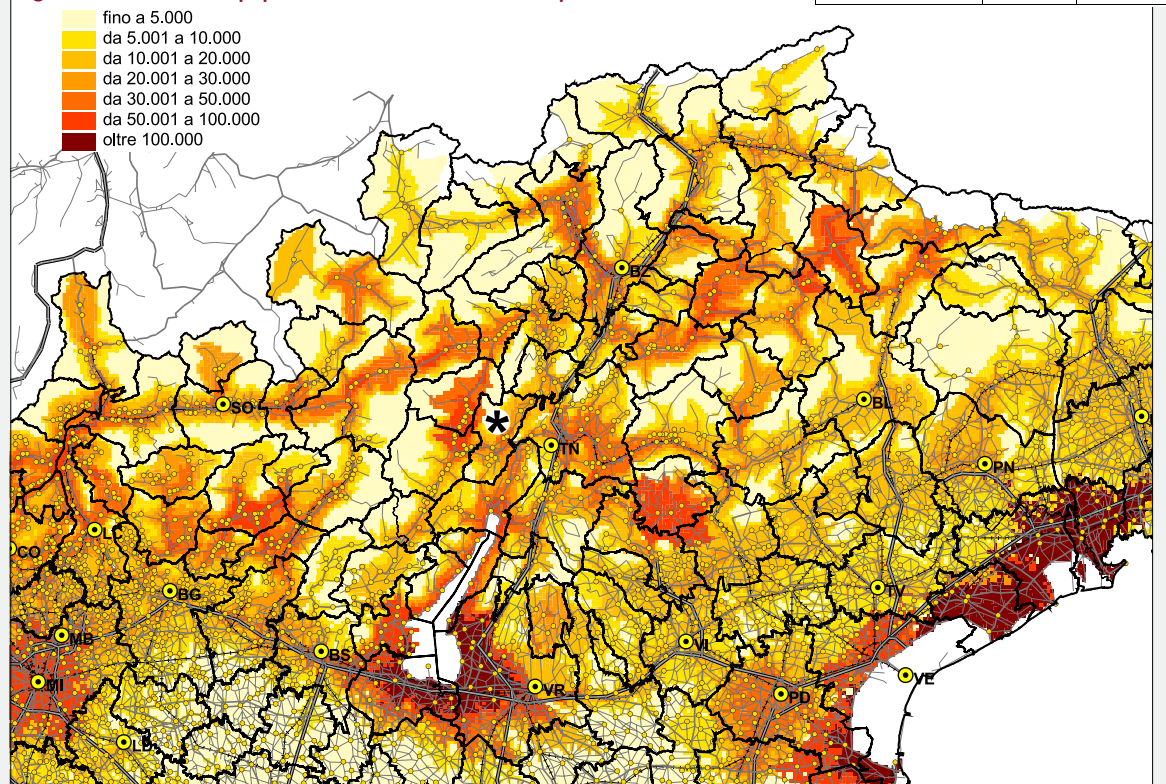 fino a 5.000
da 5.001 a 10.000
da 10.001 a 20.000
da 20.001 a 30.000
da 30.001 a 50.000
da 50.001 a 100.000
oltre 100.000
BZ
SO
*
BL
TN
PN
LC
CO
BG
TV
MB
BS
VI
MI
VR
PD
VE
LO